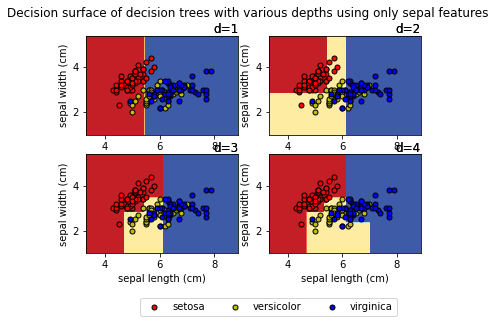 Decision surface of decision trees with various depths using only sepal features
d=1
d=2
sepal width (cm)
4
2
4
6
8
sepal width (cm)
4
2
4
6
8
d=3
d=4
sepal width (cm)
4
2
4
6
8
sepal length (cm)
sepal width (cm)
4
2
4
6
8
sepal length (cm)
setosa
versicolor
virginica